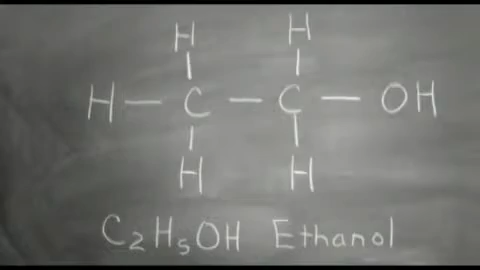 H H
H — C — C — OH
H H
C₂H₅OH Ethanol